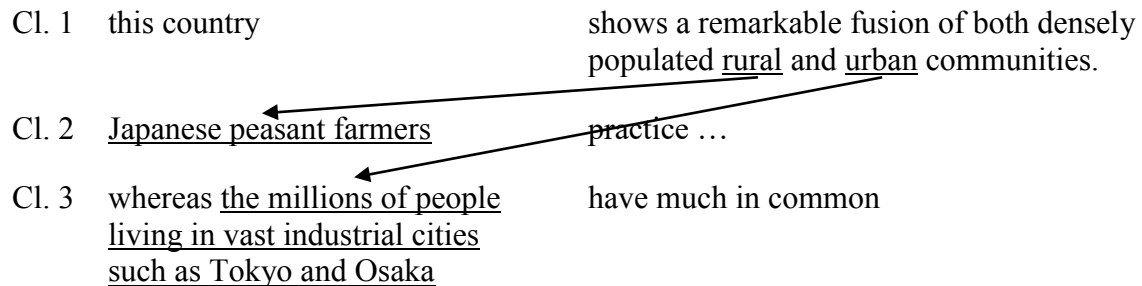 Cl. 1 this country shows a remarkable fusion of both densely
populated rural and urban communities.
Cl. 2 Japanese peasant farmers practice …
Cl. 3 whereas the millions of people have much in common
living in vast industrial cities
such as Tokyo and Osaka